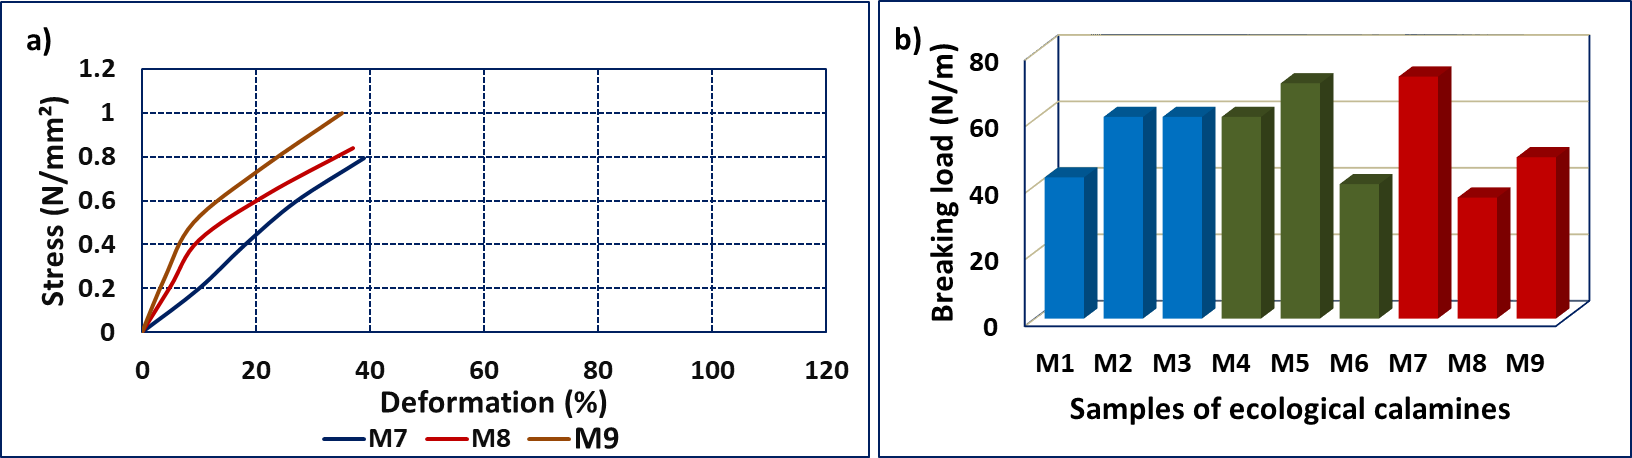 a)
Stress (N/mm²)
1.2
1
0.8
0.6
0.4
0.2
0
0 20 40 60 80 100 120
Deformation (%)
M7 M8 M9
b)
Breaking load (N/m)
80
60
40
20
0
M1 M2 M3 M4 M5 M6 M7 M8 M9
Samples of ecological calamines